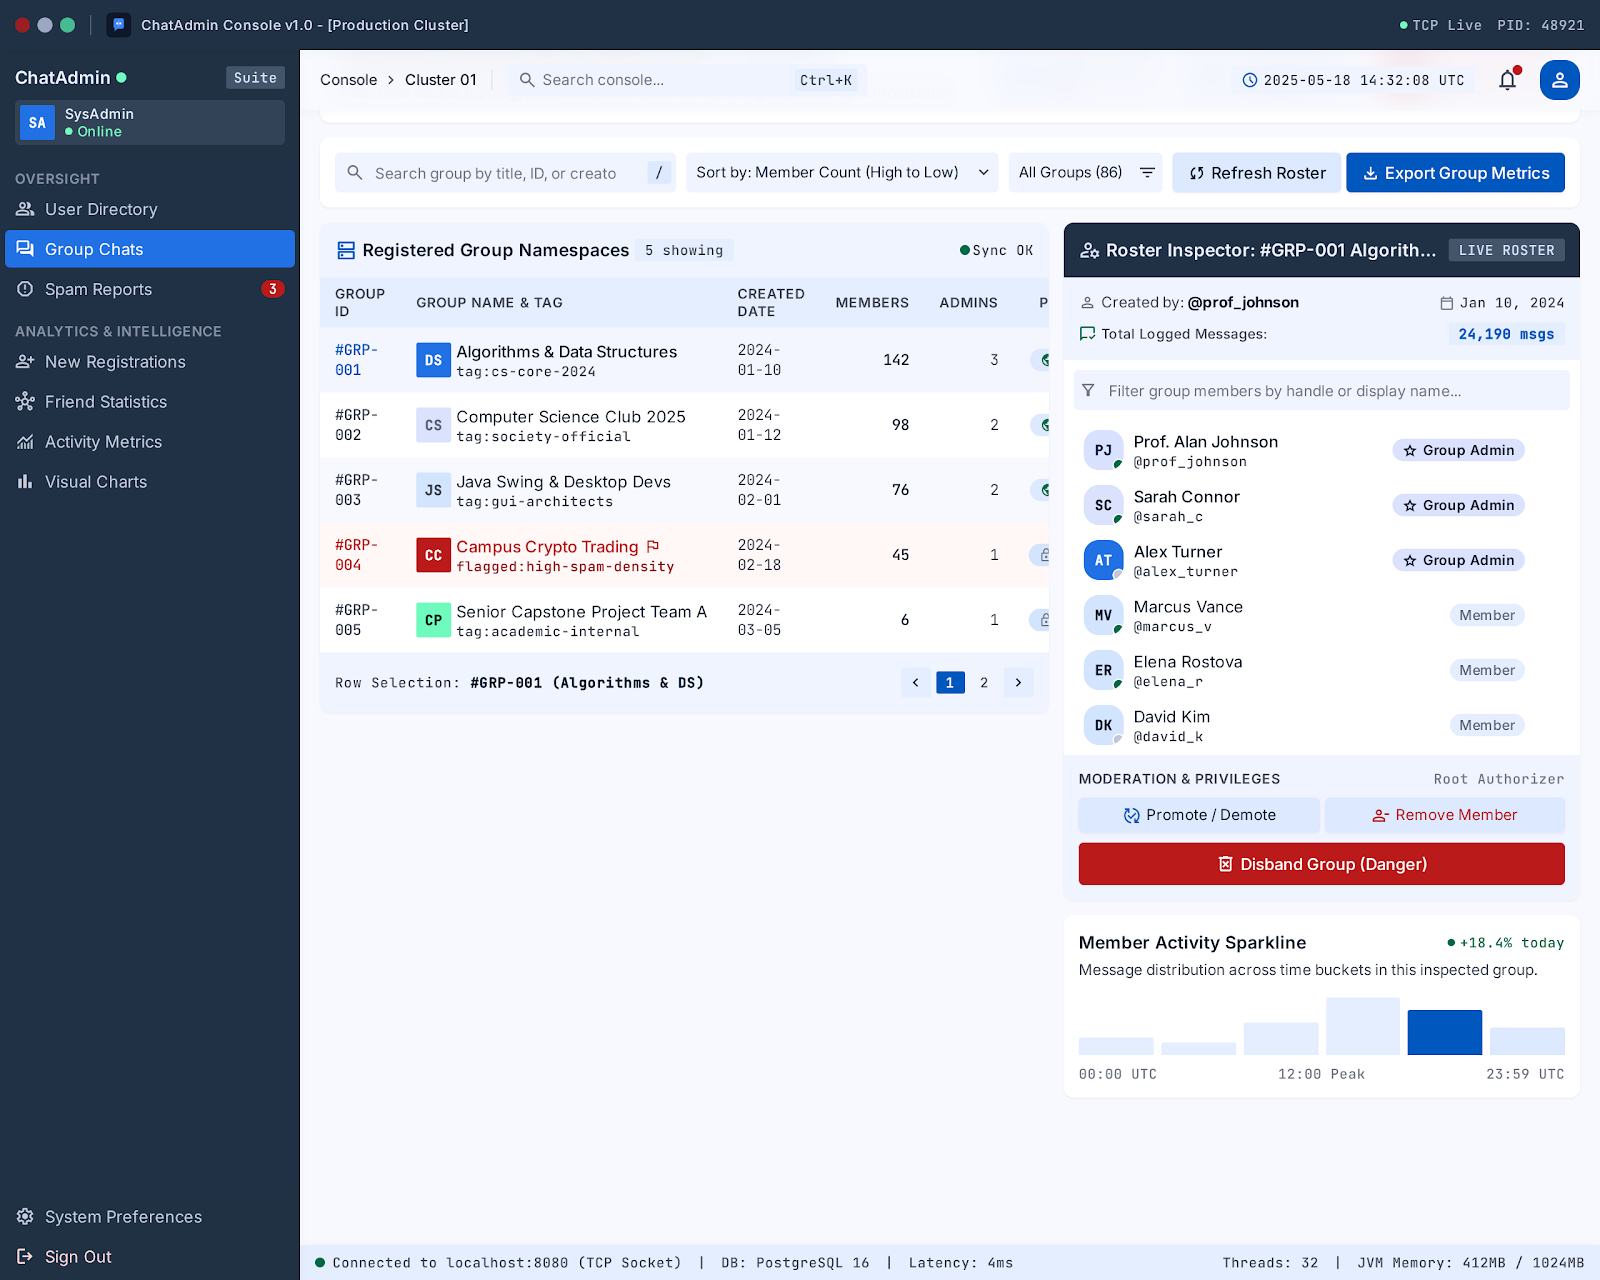 ChatAdmin Console v1.0 - [Production Cluster]
TCP Live PID: 48921
ChatAdmin
Suite
SA
SysAdmin
Online
OVERSIGHT
User Directory
Group Chats
Spam Reports
3
ANALYTICS & INTELLIGENCE
New Registrations
Friend Statistics
Activity Metrics
Visual Charts
System Preferences
Sign Out
Console > Cluster 01
Search console...
Ctrl+K
2025-05-18 14:32:08 UTC
Search group by title, ID, or creato
/
Sort by: Member Count (High to Low)
All Groups (86)
Refresh Roster
Export Group Metrics
Registered Group Namespaces
5 showing
Sync OK
GROUP ID
GROUP NAME & TAG
CREATED DATE
MEMBERS
ADMINS
P
#GRP-001
DS
Algorithms & Data Structures
tag:cs-core-2024
2024-01-10
142
3
#GRP-002
CS
Computer Science Club 2025
tag:society-official
2024-01-12
98
2
#GRP-003
JS
Java Swing & Desktop Devs
tag:gui-architects
2024-02-01
76
2
#GRP-004
CC
Campus Crypto Trading
flagged:high-spam-density
2024-02-18
45
1
#GRP-005
CP
Senior Capstone Project Team A
tag:academic-internal
2024-03-05
6
1
Row Selection: #GRP-001 (Algorithms & DS)
1
2
Roster Inspector: #GRP-001 Algorith...
LIVE ROSTER
Created by: @prof_johnson
Jan 10, 2024
Total Logged Messages:
24,190 msgs
Filter group members by handle or display name...
PJ
Prof. Alan Johnson
@prof_johnson
Group Admin
SC
Sarah Connor
@sarah_c
Group Admin
AT
Alex Turner
@alex_turner
Group Admin
MV
Marcus Vance
@marcus_v
Member
ER
Elena Rostova
@elena_r
Member
DK
David Kim
@david_k
Member
MODERATION & PRIVILEGES
Root Authorizer
Promote / Demote
Remove Member
Disband Group (Danger)
Member Activity Sparkline
+18.4% today
Message distribution across time buckets in this inspected group.
00:00 UTC
12:00 Peak
23:59 UTC
Connected to localhost:8080 (TCP Socket) | DB: PostgreSQL 16 | Latency: 4ms
Threads: 32 | JVM Memory: 412MB / 1024MB